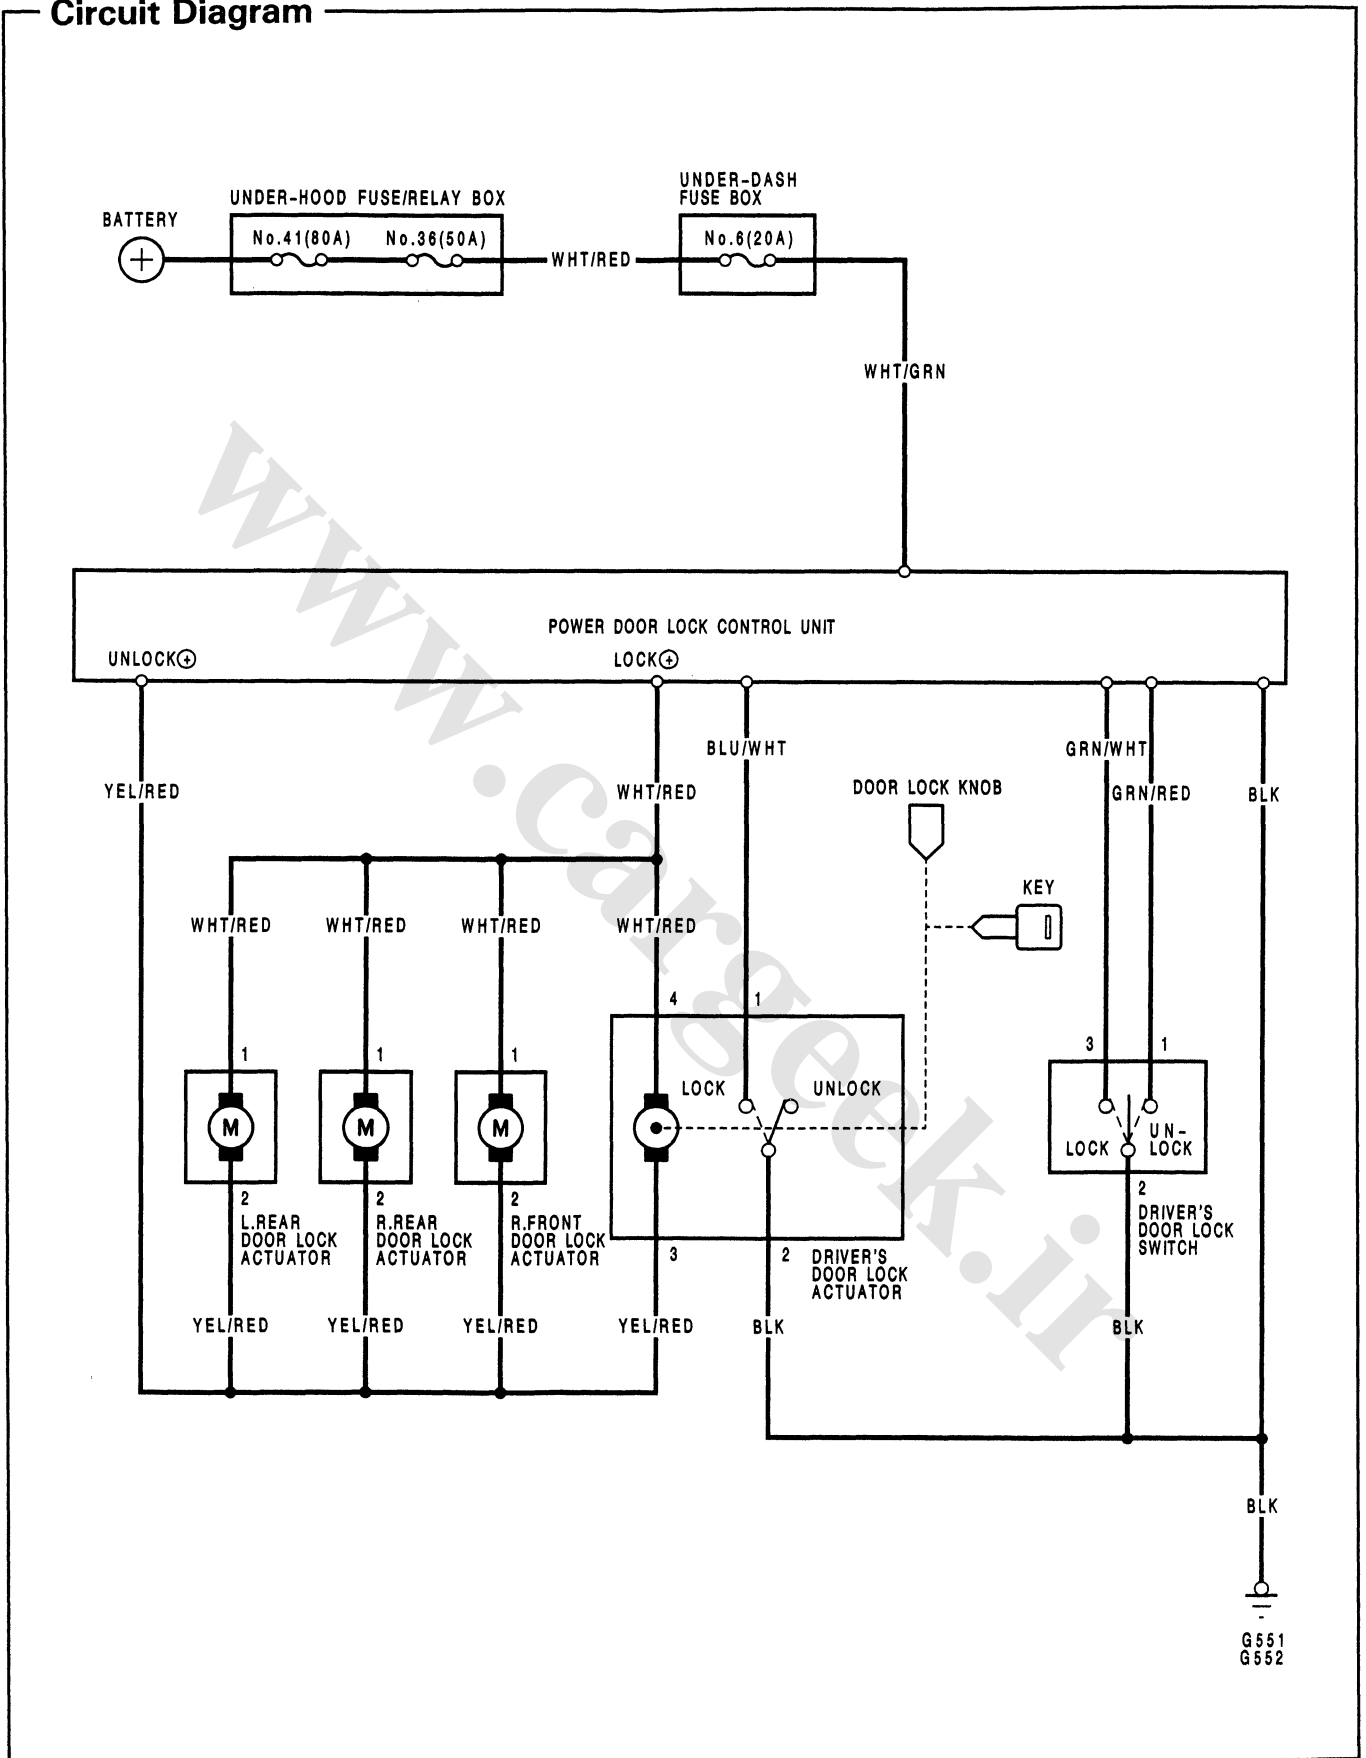 Circuit Diagram
UNDER-DASH
UNDER-HOOD FUSE/RELAY BOX
FUSE BOX
BATTERY
No.41(80A)
No.36(50A)
No.6(20A)
+
WHT/RED
WHT/GRN
POWER DOOR LOCK CONTROL UNIT
UNLOCK+
LOCK+
BLU/WHT
GRN/WHT
DOOR LOCK KNOB
YEL/RED
WHT/RED
GRN/RED
BLK
KEY
WHT/RED
WHT/RED
WHT/RED
WHT/RED
4
1
3
1
1
1
1
LOCK
UNLOCK
M
M
M
LOCK
UN-
LOCK
2
2
2
2
L.REAR
DOOR LOCK
ACTUATOR
R.REAR
DOOR LOCK
ACTUATOR
R.FRONT
DOOR LOCK
ACTUATOR
3
2
DRIVER'S
DOOR LOCK
ACTUATOR
DRIVER'S
DOOR LOCK
SWITCH
YEL/RED
YEL/RED
YEL/RED
YEL/RED
BLK
BLK
BLK
G551
G552
www.cargeek.ir